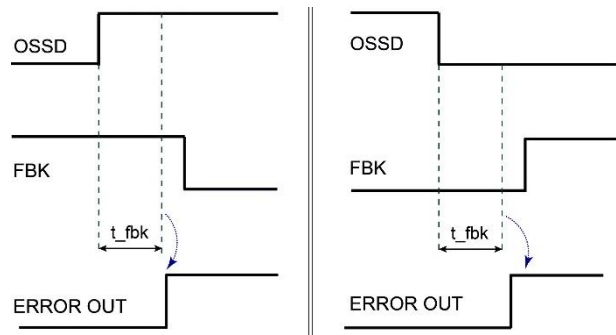 OSSD
FBK
t_fbk
ERROR OUT
OSSD
FBK
t_fbk
ERROR OUT